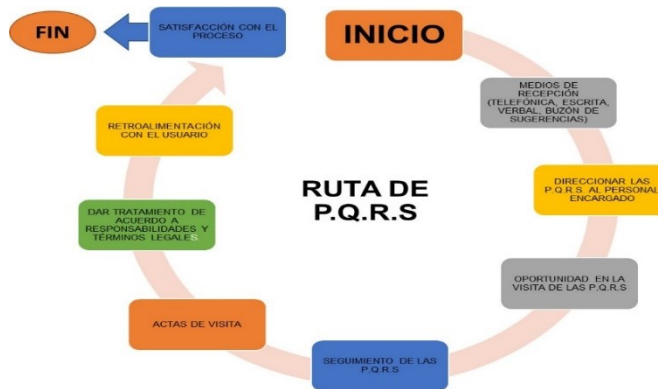 INICIO
MEDIOS DE
RECEPCIÓN
(TELEFÓNICA, ESCRITA,
VERBAL, BUZÓN DE
SUGERENCIAS)
DIRECCIONAR LAS
P.Q.R.S. AL PERSONAL
ENCARGADO
OPORTUNIDAD EN LA
VISITA DE LAS P.Q.R.S
SEGUIMIENTO DE LAS
P.Q.R.S
ACTAS DE VISITA
DAR TRATAMIENTO DE
ACUERDO A
RESPONSABILIDADES Y
TÉRMINOS LEGALES
RETROALIMENTACIÓN
CON EL USUARIO
SATISFACCIÓN CON EL
PROCESO
FIN
RUTA DE
P.Q.R.S